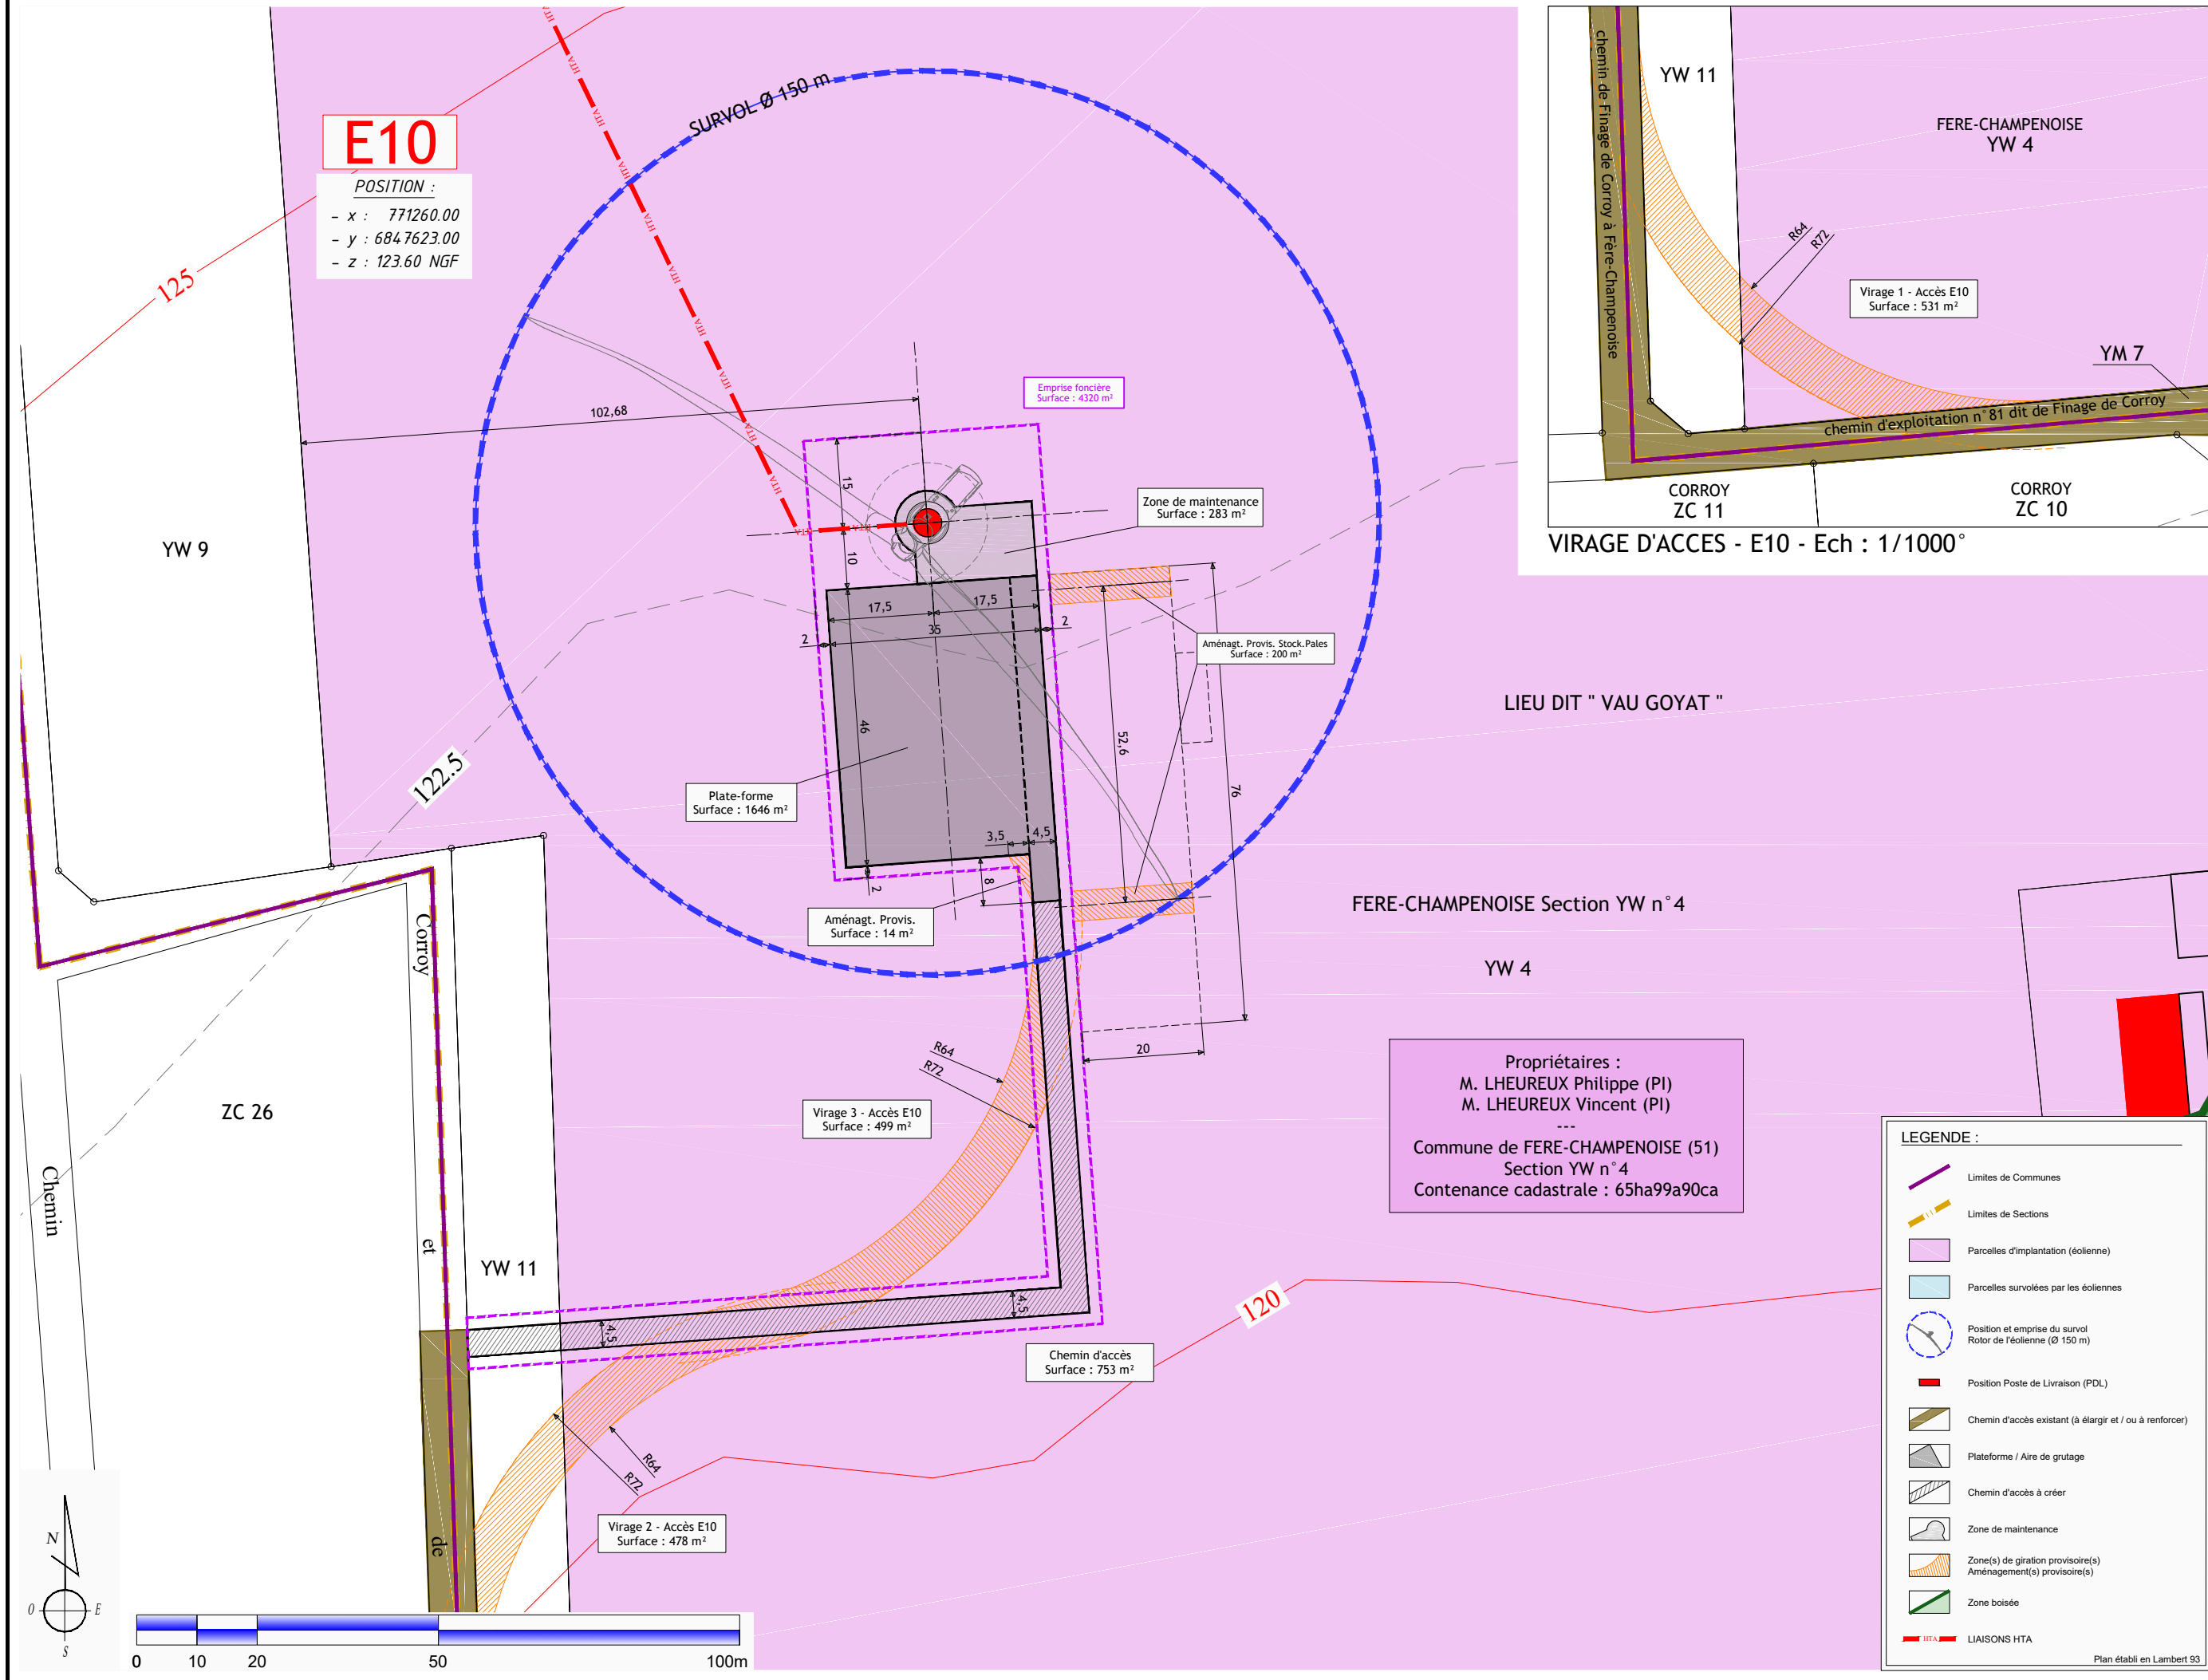 E10
POSITION :
- x : 771260.00
- y : 6847623.00
- z : 123.60 NGF
125
SURVOL Ø 150 m
HTA
HTA
HTA
HTA
HTA
HTA
HTA
HTA
HTA
HTA
HTA
102,68
Emprise foncière
Surface : 4320 m²
15
10
Zone de maintenance
Surface : 283 m²
17,5
17,5
35
2
2
46
Aménagt. Provis. Stock.Pales
Surface : 200 m²
52,6
76
Plate-forme
Surface : 1646 m²
3,5
4,5
8
2
Aménagt. Provis.
Surface : 14 m²
20
YW 9
122.5
LIEU DIT " VAU GOYAT "
FERE-CHAMPENOISE Section YW n°4
YW 4
Propriétaires :
M. LHEUREUX Philippe (PI)
M. LHEUREUX Vincent (PI)
---
Commune de FERE-CHAMPENOISE (51)
Section YW n°4
Contenance cadastrale : 65ha99a90ca
R64
R72
Virage 3 - Accès E10
Surface : 499 m²
ZC 26
Chemin
Corroy
et
de
YW 11
4,5
4,5
Chemin d'accès
Surface : 753 m²
120
R64
R72
Virage 2 - Accès E10
Surface : 478 m²
N
O
E
S
0
10
20
50
100m
chemin de Finage de Corroy à Fère-Champenoise
YW 11
FERE-CHAMPENOISE
YW 4
R64
R72
Virage 1 - Accès E10
Surface : 531 m²
YM 7
chemin d'exploitation n°81 dit de Finage de Corroy
CORROY
ZC 11
CORROY
ZC 10
VIRAGE D'ACCES - E10 - Ech : 1/1000°
LEGENDE :
Limites de Communes
Limites de Sections
Parcelles d'implantation (éolienne)
Parcelles survolées par les éoliennes
Position et emprise du survol
Rotor de l'éolienne (Ø 150 m)
Position Poste de Livraison (PDL)
Chemin d'accès existant (à élargir et / ou à renforcer)
Plateforme / Aire de grutage
Chemin d'accès à créer
Zone de maintenance
Zone(s) de giration provisoire(s)
Aménagement(s) provisoire(s)
Zone boisée
HTA
LIAISONS HTA
Plan établi en Lambert 93